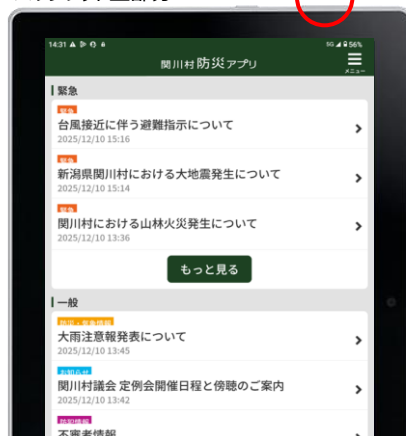 14:31
5G
56%
関川村防災アプリ
メニュー
緊急
緊急
台風接近に伴う避難指示について
2025/12/10 15:16
緊急
新潟県関川村における大地震発生について
2025/12/10 15:14
緊急
関川村における山林火災発生について
2025/12/10 13:36
もっと見る
一般
大雨注意報発表について
2025/12/10 13:45
お知らせ
関川村議会 定例会開催日程と傍聴のご案内
2025/12/10 13:42
防犯情報
不審者情報